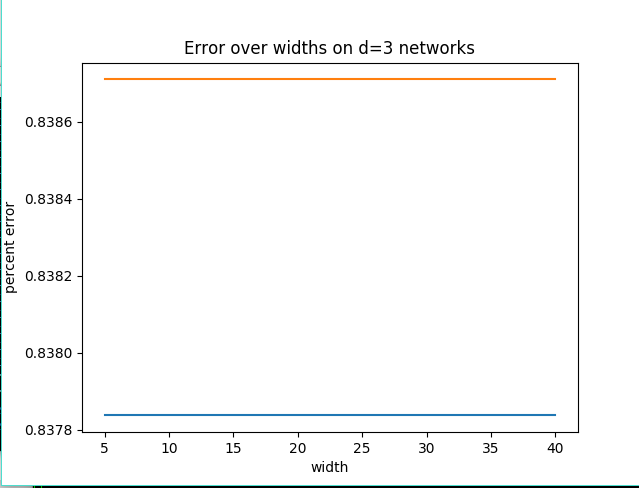 Error over widths on d=3 networks
0.8386
0.8384
0.8382
0.8380
0.8378
percent error
5 10 15 20 25 30 35 40
width